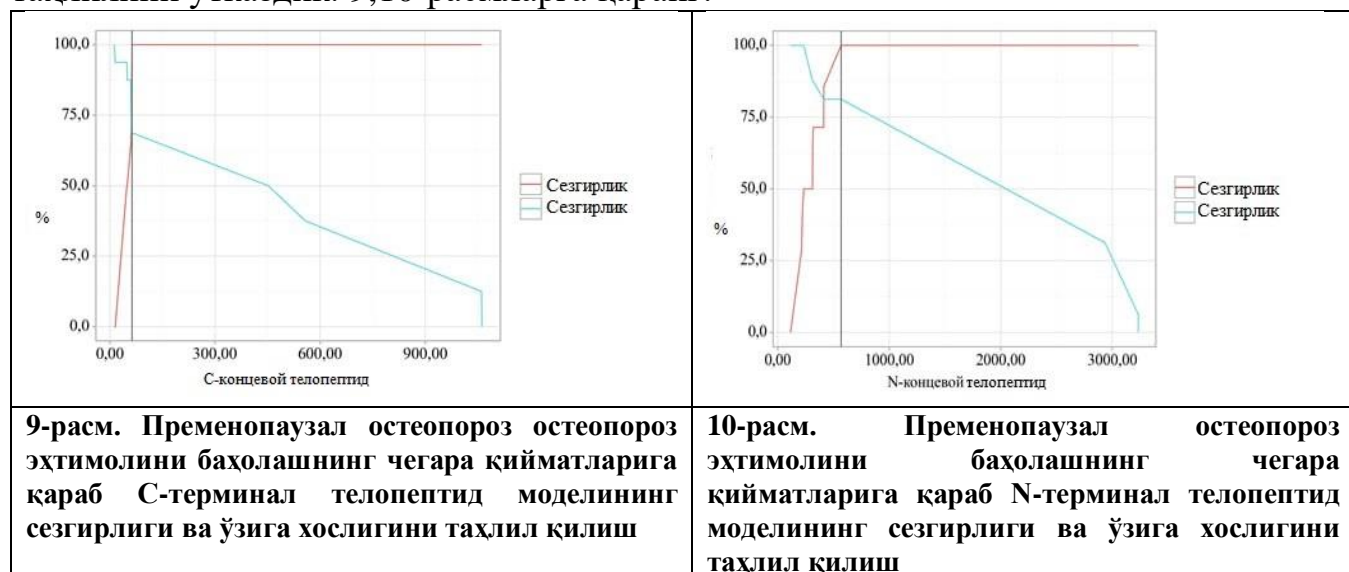 100,0
75,0
50,0
%
25,0
0,0
0,00 300,00 600,00 900,00
С-концевой телопептид
Сезгирлик
Сезгирлик
100,0
75,0
50,0
%
25,0
0,0
0,00 1000,00 2000,00 3000,00
N-концевой телопептид
Сезгирлик
Сезгирлик
9-расм. Пременопаузал остеопороз остеопороз
эҳтимолини баҳолашнинг чегара қийматларига
қараб С-терминал телопептид моделининг
сезгирлиги ва ўзига хослигини таҳлил қилиш
10-расм. Пременопаузал остеопороз
эҳтимолини баҳолашнинг чегара
қийматларига қараб N-терминал телопептид
моделининг сезгирлиги ва ўзига хослигини
таҳлил қилиш